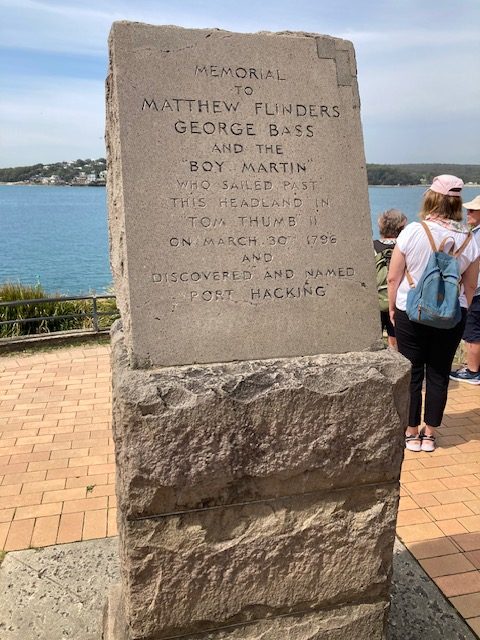 MEMORIAL
TO
MATTHEW FLINDERS
GEORGE BASS
AND THE
"BOY MARTIN"
WHO SAILED PAST
THIS HEADLAND IN
"TOM THUMB" II
ON MARCH 30TH 1796
AND
DISCOVERED AND NAMED
"PORT HACKING"